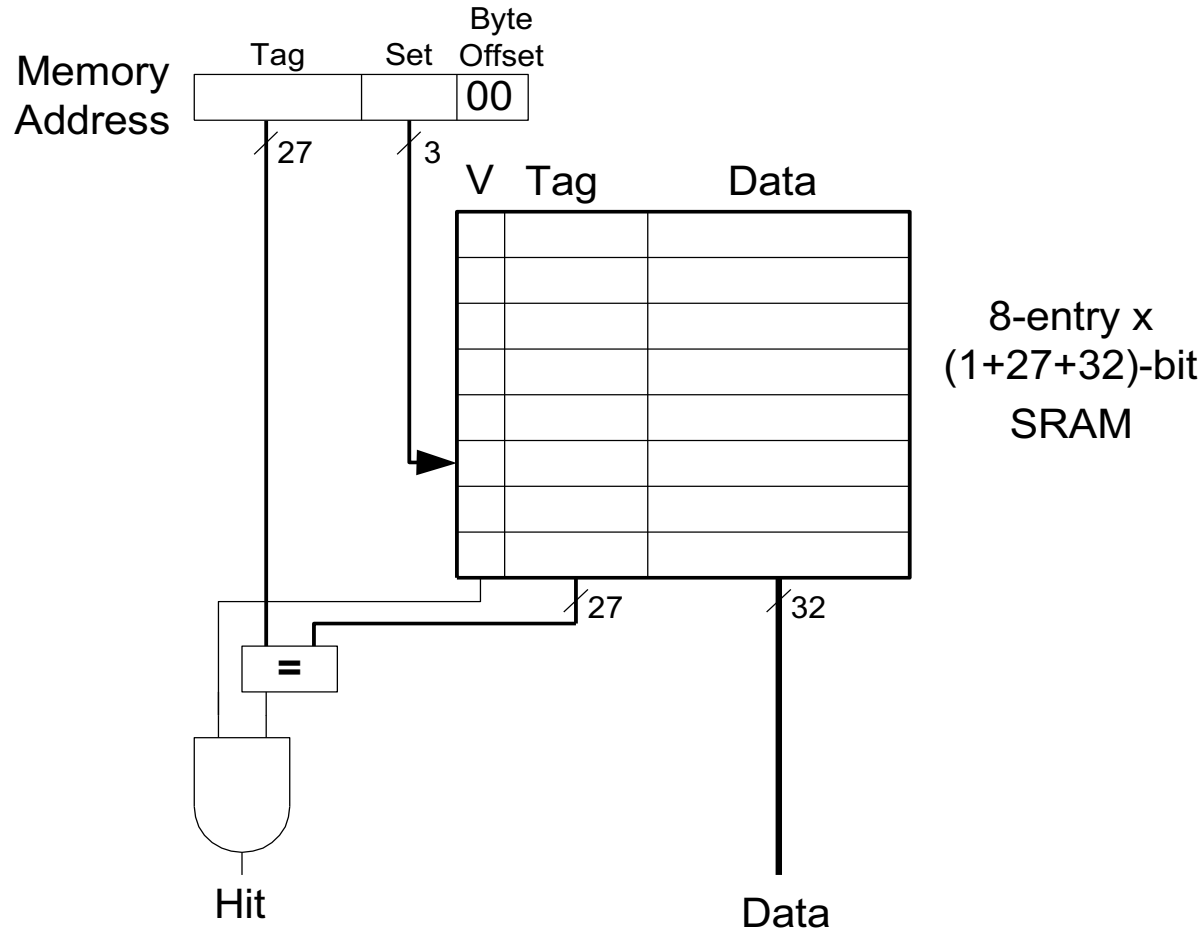 Byte
Tag Set Offset
Memory
Address
00
27
3
V Tag Data
8-entry x
(1+27+32)-bit
SRAM
27
32
=
Hit
Data